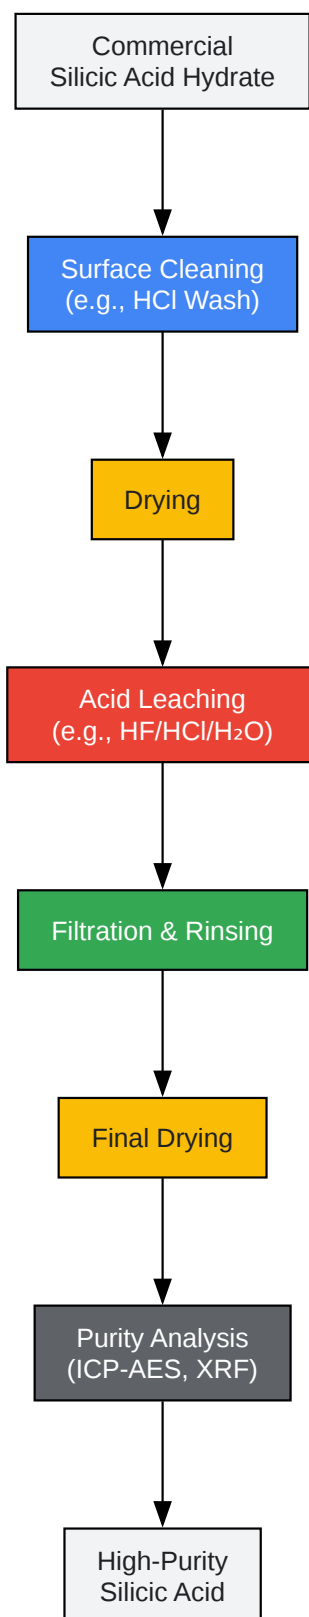 Commercial
Silicic Acid Hydrate
Surface Cleaning
(e.g., HCl Wash)
Drying
Acid Leaching
(e.g., HF/HCl/H₂O)
Filtration & Rinsing
Final Drying
Purity Analysis
(ICP-AES, XRF)
High-Purity
Silicic Acid